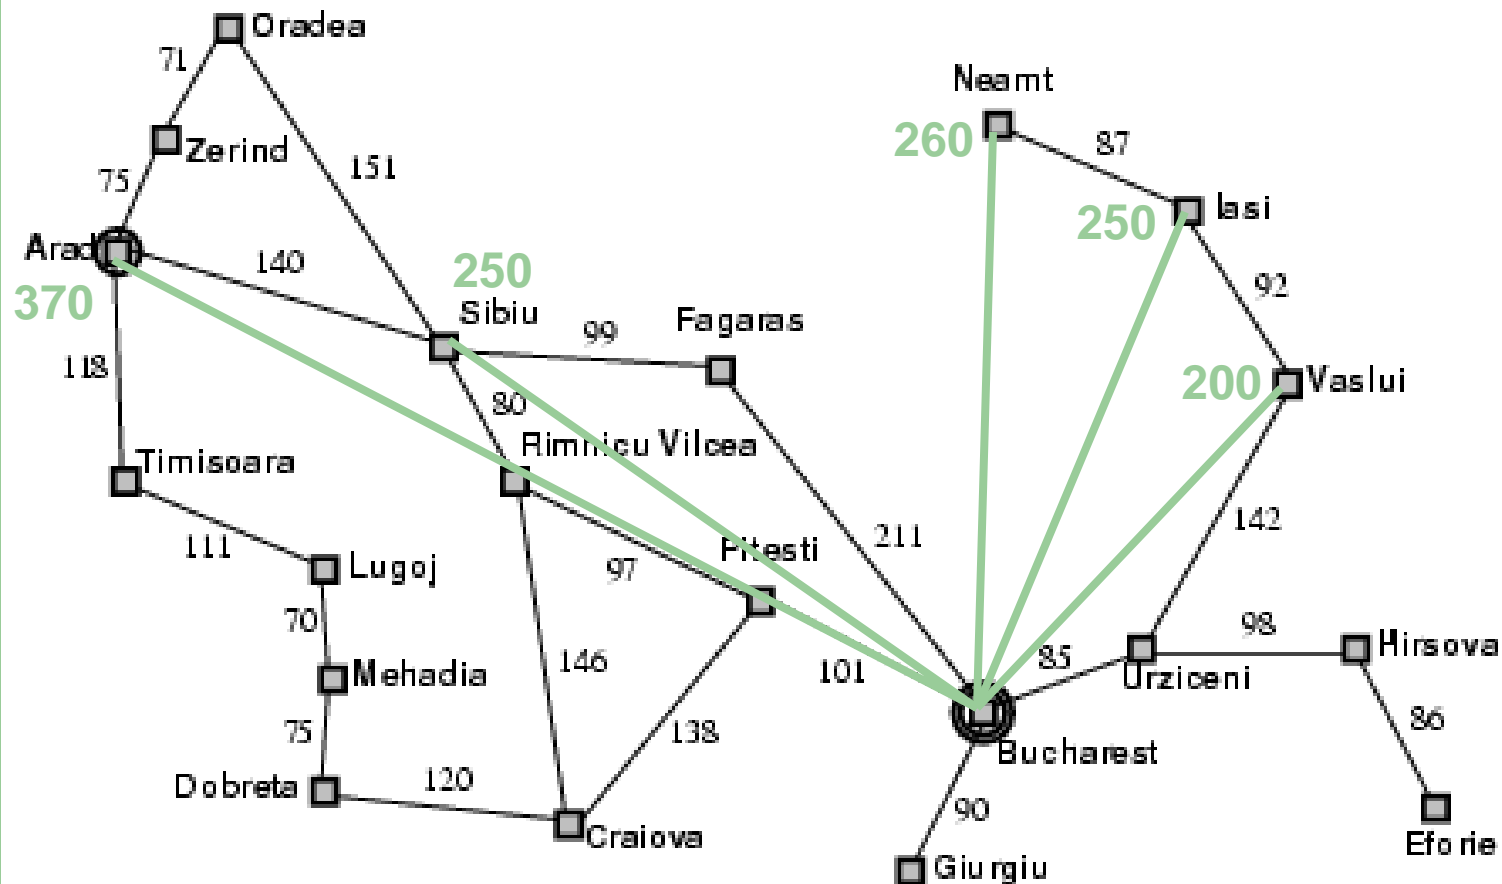 Oradea
71
Neamt
Zerind
260
87
151
75
Iasi
250
Arad
140
250
92
370
Sibiu
Fagaras
99
118
200
Vaslui
80
Rimnicu Vilcea
Timisoara
142
211
111
Pitesti
Lugoj
97
70
98
Hirsova
146
101
85
Mehadia
Urziceni
86
75
138
Bucharest
Dobreta
120
90
Craiova
Eforie
Giurgiu